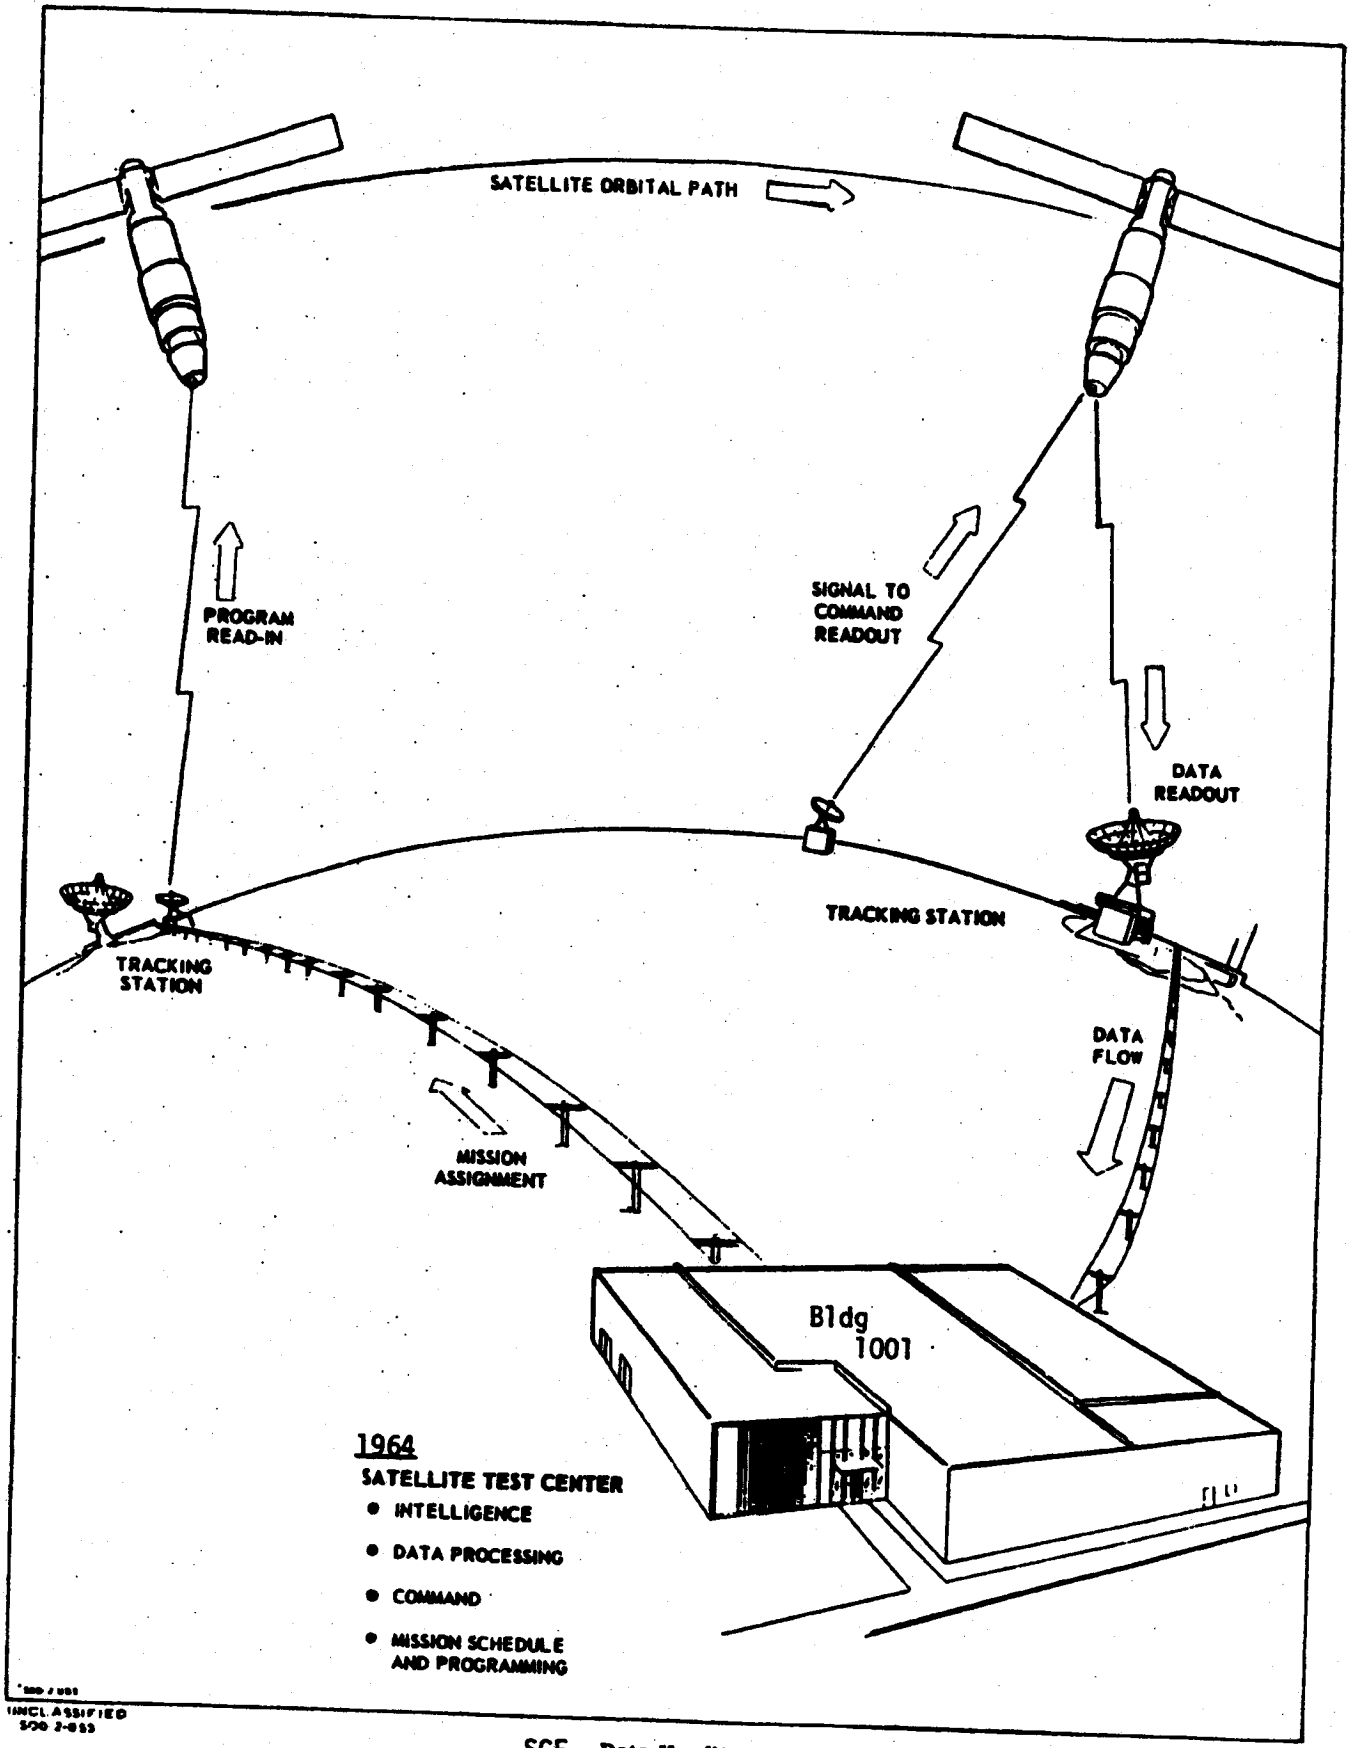 SATELLITE ORBITAL PATH
PROGRAM
READ-IN
SIGNAL TO
COMMAND
READOUT
DATA
READOUT
TRACKING STATION
TRACKING
STATION
DATA
FLOW
MISSION
ASSIGNMENT
Bldg
1001
1964
SATELLITE TEST CENTER
• INTELLIGENCE
• DATA PROCESSING
• COMMAND
• MISSION SCHEDULE
AND PROGRAMMING
UNCLASSIFIED